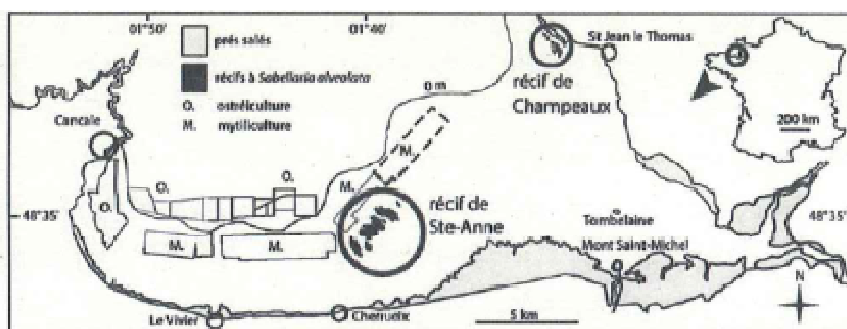 01°50'
01°40'
prés salés
récifs à Sabellaria alveolata
O. ostréiculture
M. mytiliculture
Cancale
0 m
récif de
Champeaux
St Jean le Thomas
200 km
O.
O.
O.
M.
M.
M.
M.
récif de
Ste-Anne
48°35'
48°35'
Tombelaine
Mont Saint-Michel
N
Le Vivier
Cherrueix
5 km